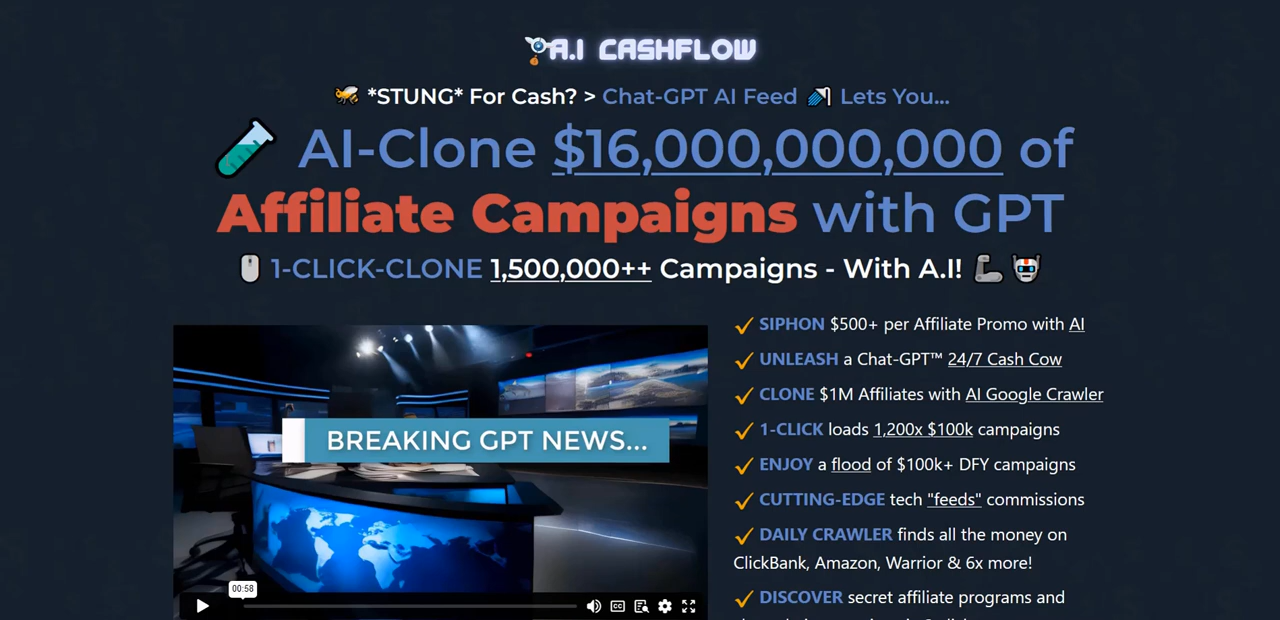 A.I CASHFLOW
*STUNG* For Cash? > Chat-GPT AI Feed Lets You...
AI-Clone $16,000,000,000 of
Affiliate Campaigns with GPT
1-CLICK-CLONE 1,500,000++ Campaigns - With A.I!
BREAKING GPT NEWS...
00:58
CC
SIPHON $500+ per Affiliate Promo with AI
UNLEASH a Chat-GPT™ 24/7 Cash Cow
CLONE $1M Affiliates with AI Google Crawler
1-CLICK loads 1,200x $100k campaigns
ENJOY a flood of $100k+ DFY campaigns
CUTTING-EDGE tech "feeds" commissions
DAILY CRAWLER finds all the money on
ClickBank, Amazon, Warrior & 6x more!
DISCOVER secret affiliate programs and